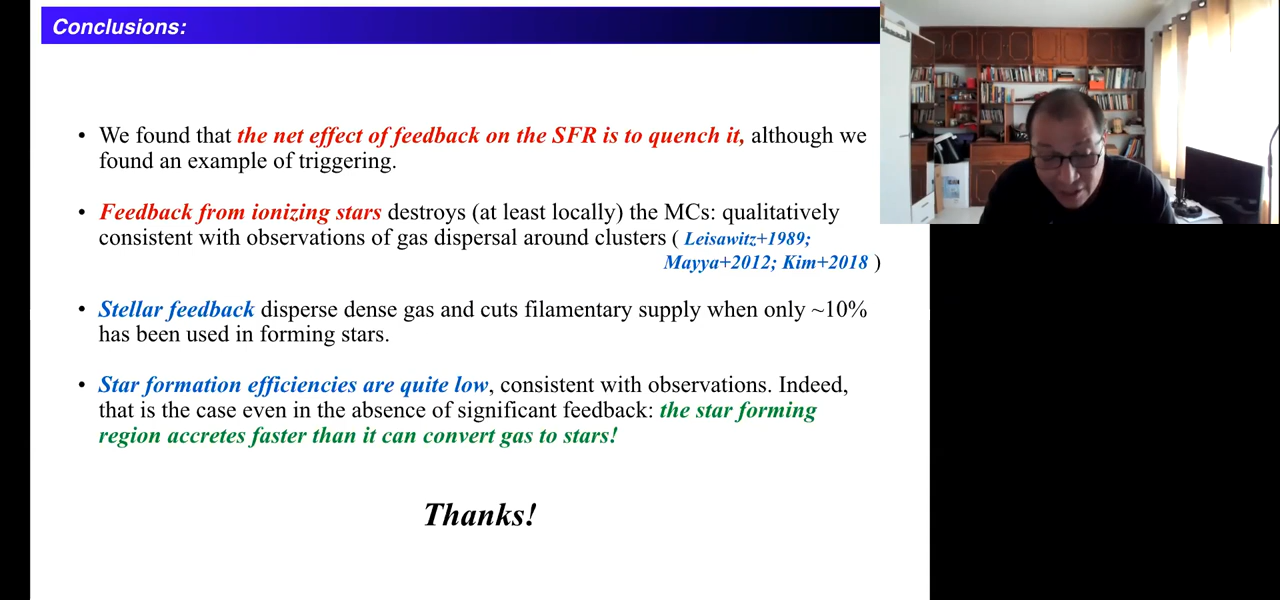 Conclusions:
• We found that the net effect of feedback on the SFR is to quench it, although we
found an example of triggering.
• Feedback from ionizing stars destroys (at least locally) the MCs: qualitatively
consistent with observations of gas dispersal around clusters ( Leisawitz+1989;
Mayya+2012; Kim+2018 )
• Stellar feedback disperse dense gas and cuts filamentary supply when only ~10%
has been used in forming stars.
• Star formation efficiencies are quite low, consistent with observations. Indeed,
that is the case even in the absence of significant feedback: the star forming
region accretes faster than it can convert gas to stars!
Thanks!